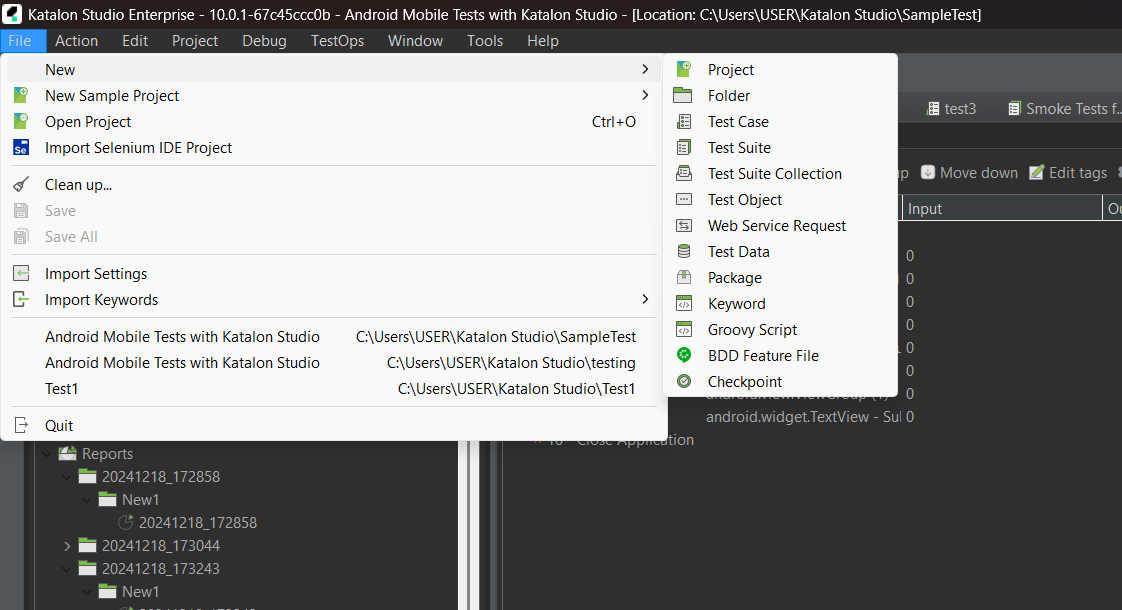 Katalon Studio Enterprise - 10.0.1-67c45ccc0b - Android Mobile Tests with Katalon Studio - [Location: C:\Users\USER\Katalon Studio\SampleTest]
File Action Edit Project Debug TestOps Window Tools Help
New
New Sample Project
Open Project Ctrl+O
Import Selenium IDE Project
Clean up...
Save
Save All
Import Settings
Import Keywords
Android Mobile Tests with Katalon Studio C:\Users\USER\Katalon Studio\SampleTest
Android Mobile Tests with Katalon Studio C:\Users\USER\Katalon Studio\testing
Test1 C:\Users\USER\Katalon Studio\Test1
Quit
Project
Folder
Test Case
Test Suite
Test Suite Collection
Test Object
Web Service Request
Test Data
Package
Keyword
Groovy Script
BDD Feature File
Checkpoint
test3 Smoke Tests f...
Move down Edit tags
Input
0
0
0
0
0
0
0
android.widget.TextView - Sul 0
10 Close Application
Reports
20241218_172858
New1
20241218_172858
20241218_173044
20241218_173243
New1